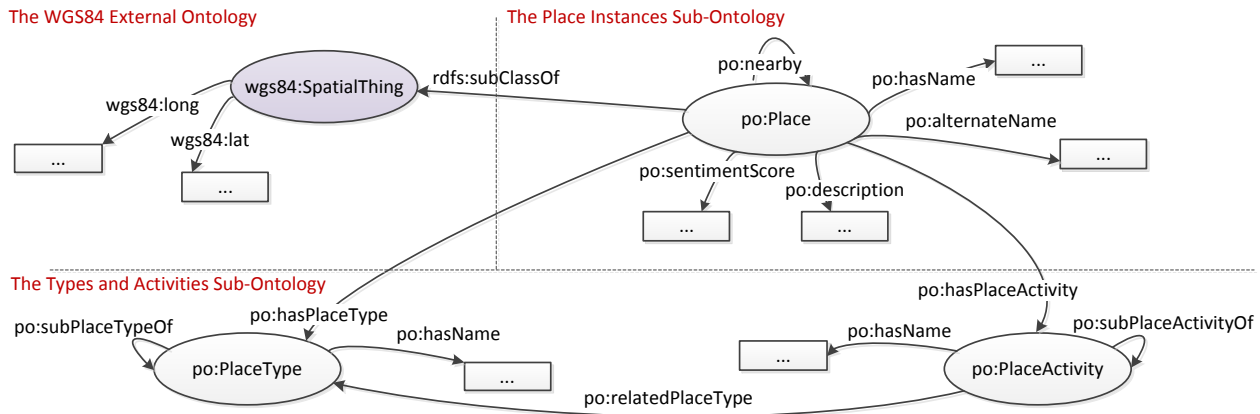 The WGS84 External Ontology
The Place Instances Sub-Ontology
po:nearby
wgs84:SpatialThing
rdfs:subClassOf
po:hasName
...
wgs84:long
po:Place
po:alternateName
wgs84:lat
...
...
po:sentimentScore
po:description
...
...
...
The Types and Activities Sub-Ontology
po:hasPlaceType
po:hasPlaceActivity
po:subPlaceTypeOf
po:hasName
po:hasName
po:subPlaceActivityOf
...
po:PlaceType
...
po:PlaceActivity
po:relatedPlaceType